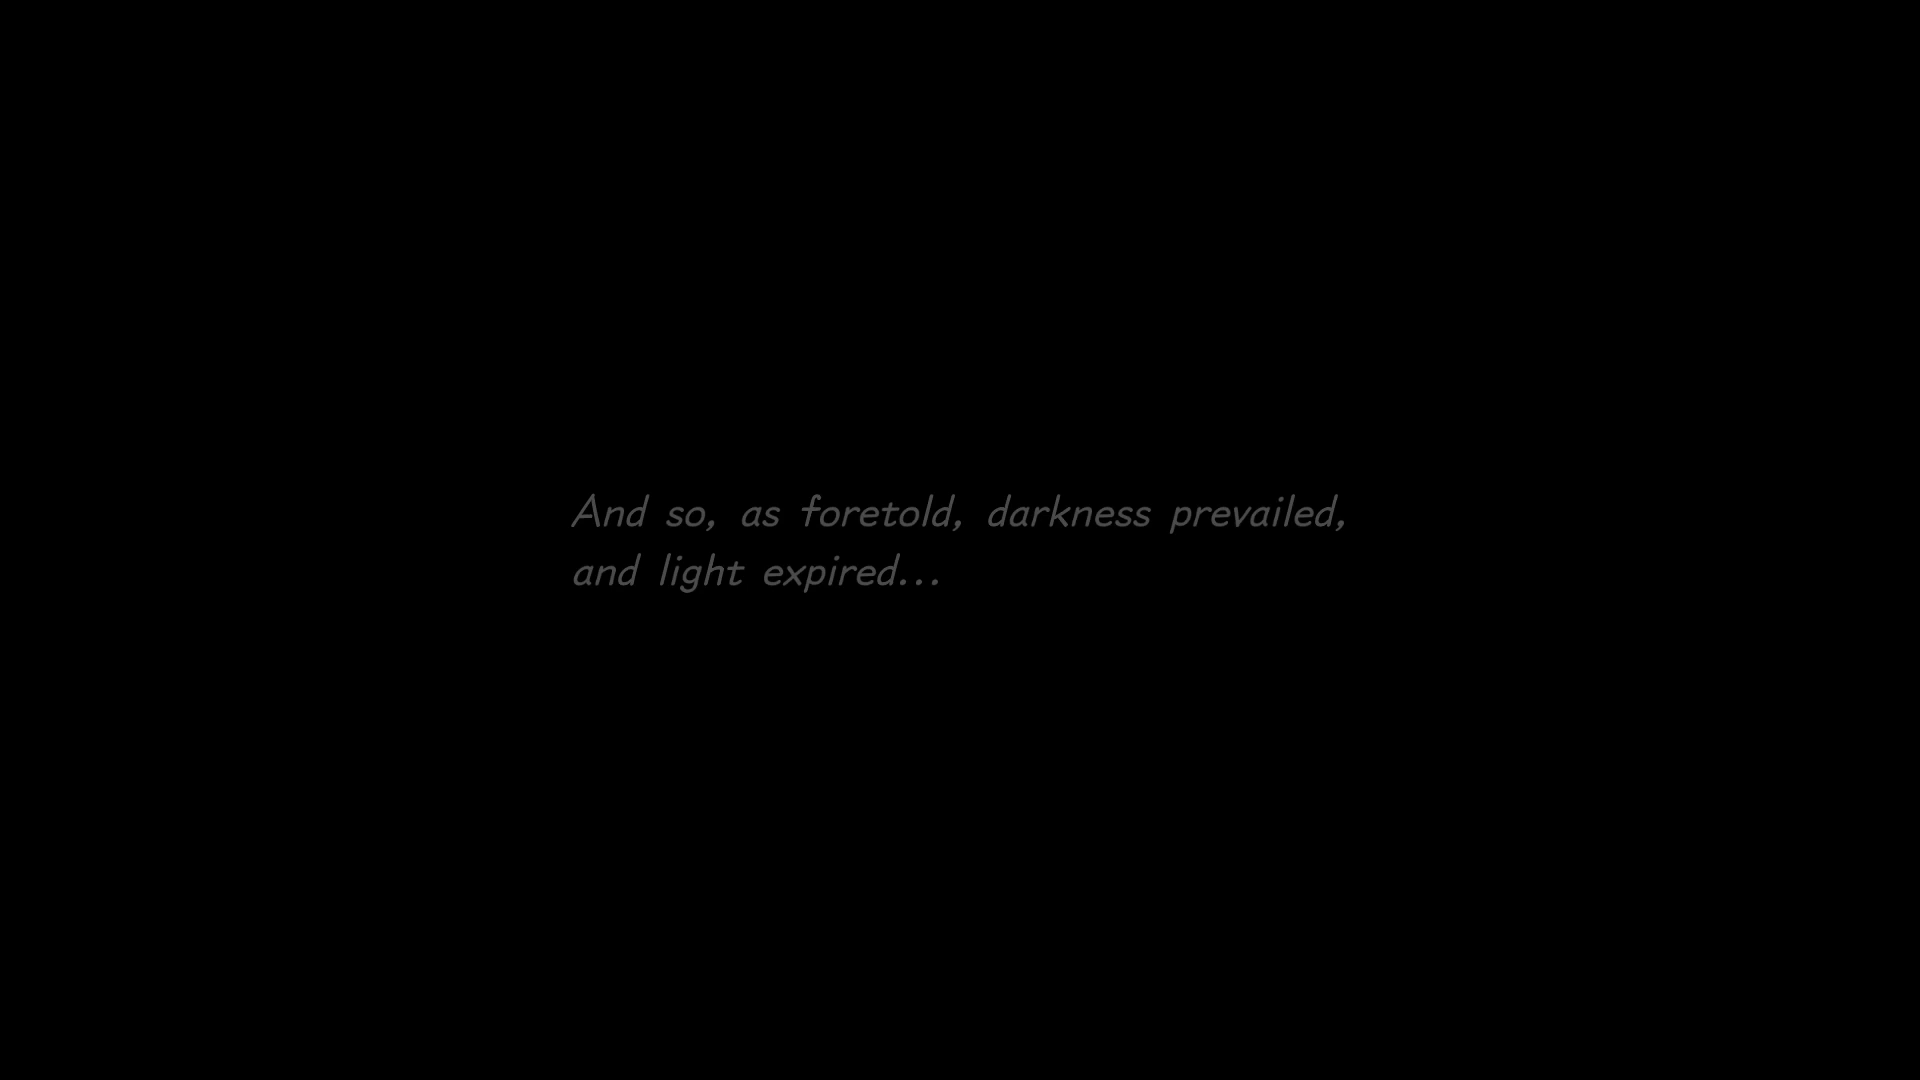 And so, as foretold, darkness prevailed,
and light expired...